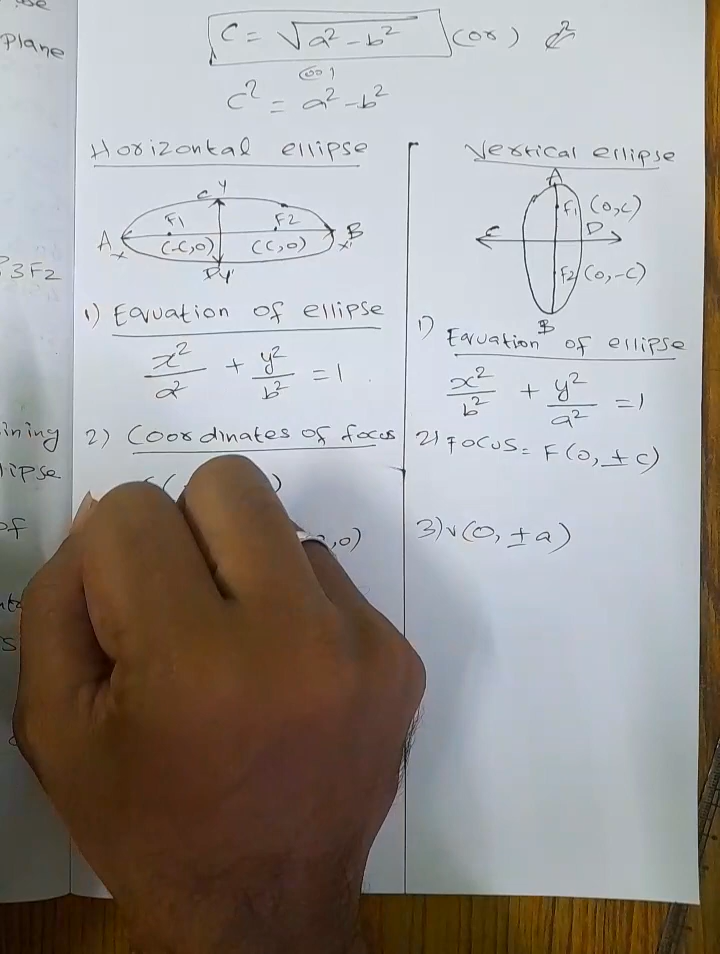 plane
C = √a² - b² (or)
(or)
c² = a² - b²
Horizontal ellipse
C Y
F1 F2
A B
x x'
(-C,0) (C,0)
D Y'
3F2
1) Equation of ellipse
x²/a² + y²/b² = 1
ining 2) Coordinates of focus
lipse
of
,0)
Vertical ellipse
A
F1 (0,C)
C D
F2 (0,-C)
B
1) Equation of ellipse
x²/b² + y²/a² = 1
2) Focus = F(0, ±c)
3) v(0, ±a)